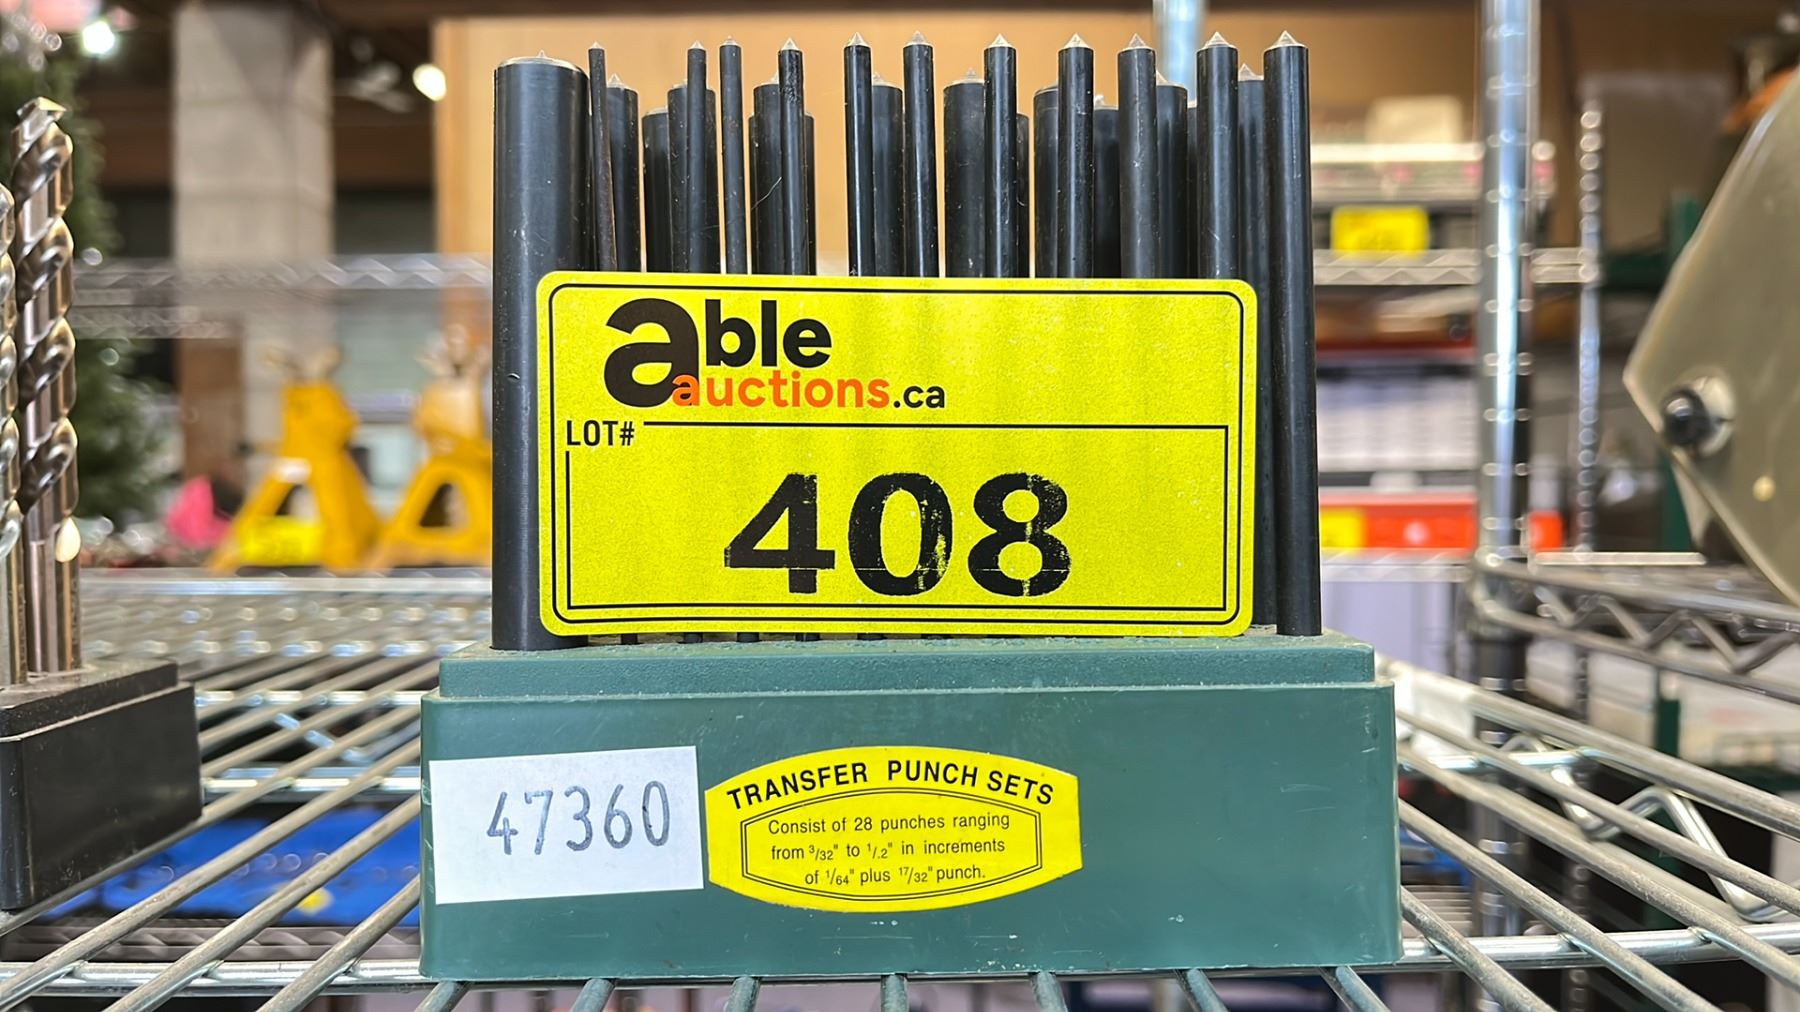 able
auctions.ca
LOT#
408
47360
TRANSFER PUNCH SETS
Consist of 28 punches ranging
from 3/32" to 1/.2" in increments
of 1/64" plus 17/32" punch.